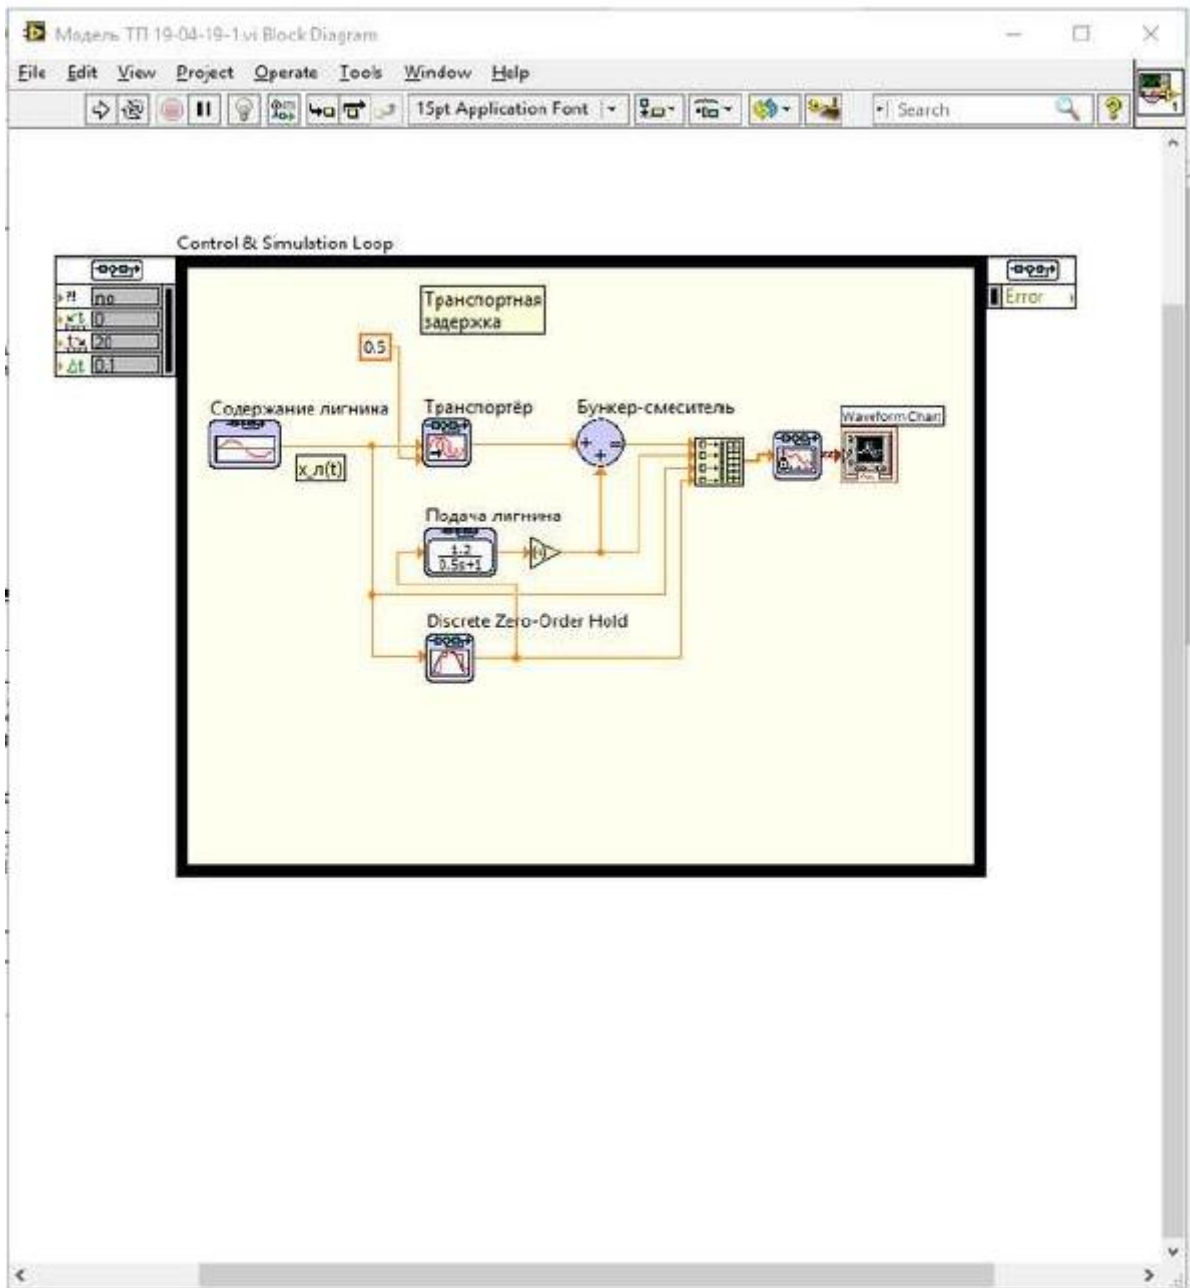 Модель ТП 19-04-19-1.vi Block Diagram
File Edit View Project Operate Tools Window Help
15pt Application Font
Search
1
Control & Simulation Loop
no
0
t 20
Δt 0.1
Error
Транспортная
задержка
0.5
Содержание лигнина
Транспортёр
Бункер-смеситель
Waveform Chart
x_л(t)
Подача лигнина
1.2
0.5s+1
Discrete Zero-Order Hold